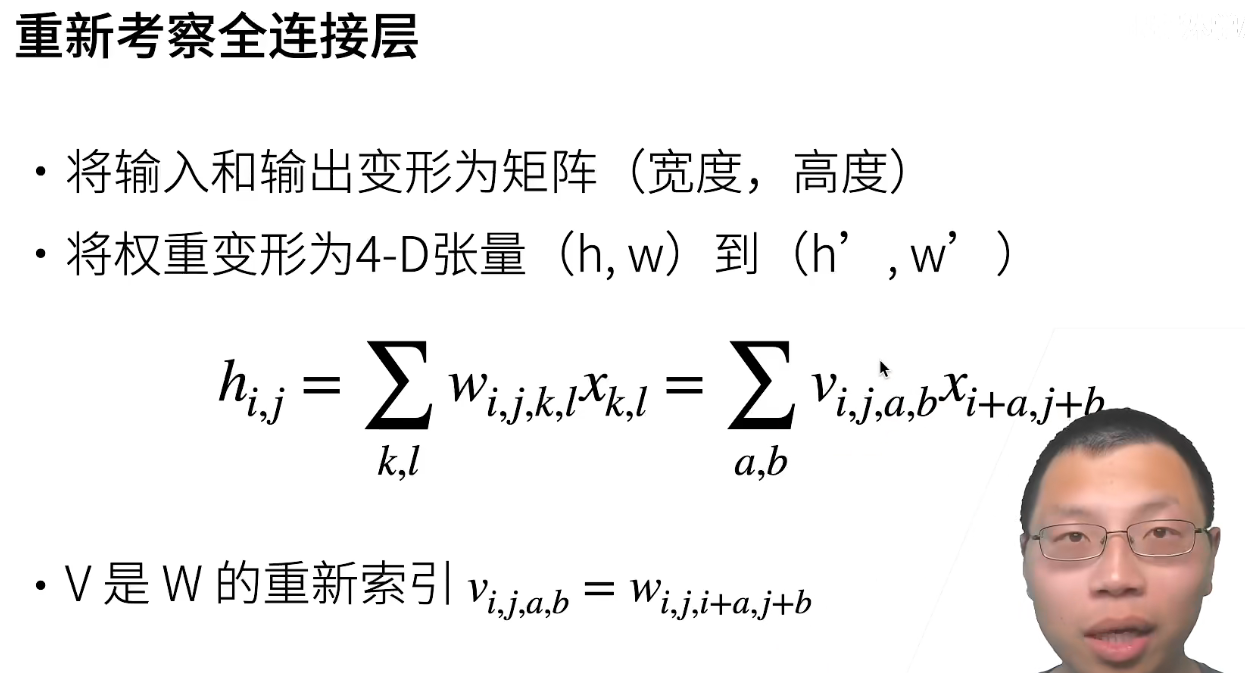 重新考察全连接层
• 将输入和输出变形为矩阵（宽度，高度）
• 将权重变形为4-D张量（h, w）到（h’, w’）
h_{i,j} = ∑_{k,l} w_{i,j,k,l} x_{k,l} = ∑_{a,b} v_{i,j,a,b} x_{i+a,j+b}
• V 是 W 的重新索引 v_{i,j,a,b} = w_{i,j,i+a,j+b}